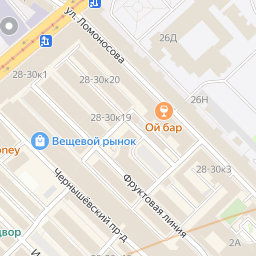 ул. Ломоносова
26Д
28-30к1
28-30к20
26Н
28-30к19
Ой бар
Вещевой рынок
28-30к3
Чернышёвский пр-д
Фруктовая линия
2А